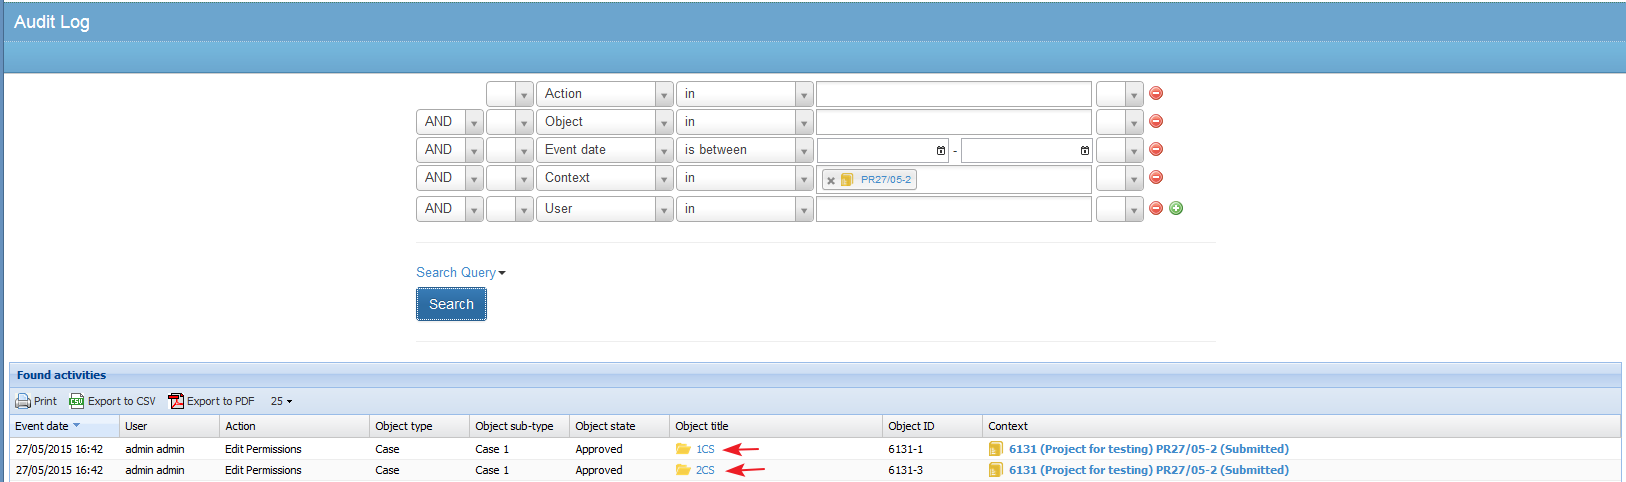 Audit Log
Action in
AND Object in
AND Event date is between -
AND Context in PR27/05-2
AND User in
Search Query
Search
Found activities
Print CSV Export to CSV Export to PDF 25
Event date User Action Object type Object sub-type Object state Object title Object ID Context
27/05/2015 16:42 admin admin Edit Permissions Case Case 1 Approved 1CS 6131-1 6131 (Project for testing) PR27/05-2 (Submitted)
27/05/2015 16:42 admin admin Edit Permissions Case Case 1 Approved 2CS 6131-3 6131 (Project for testing) PR27/05-2 (Submitted)